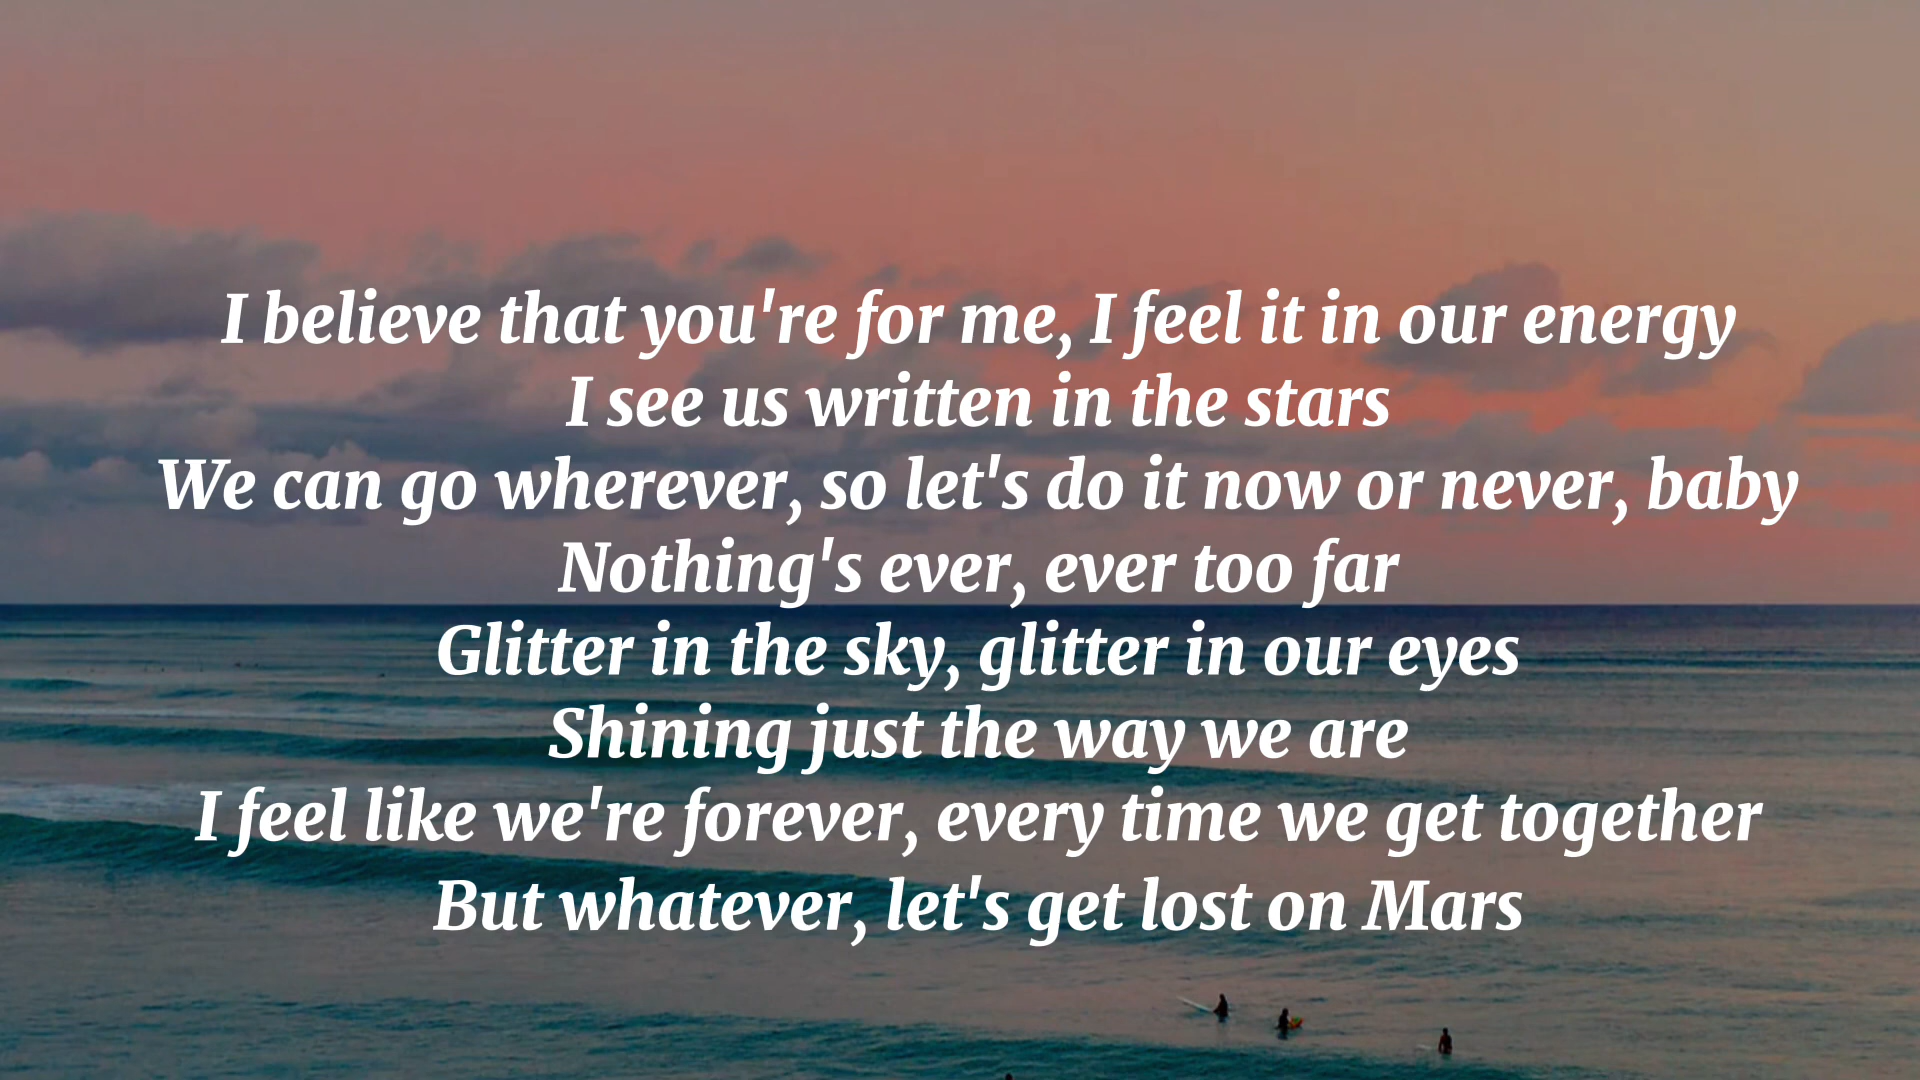 I believe that you're for me, I feel it in our energy
I see us written in the stars
We can go wherever, so let's do it now or never, baby
Nothing's ever, ever too far
Glitter in the sky, glitter in our eyes
Shining just the way we are
I feel like we're forever, every time we get together
But whatever, let's get lost on Mars